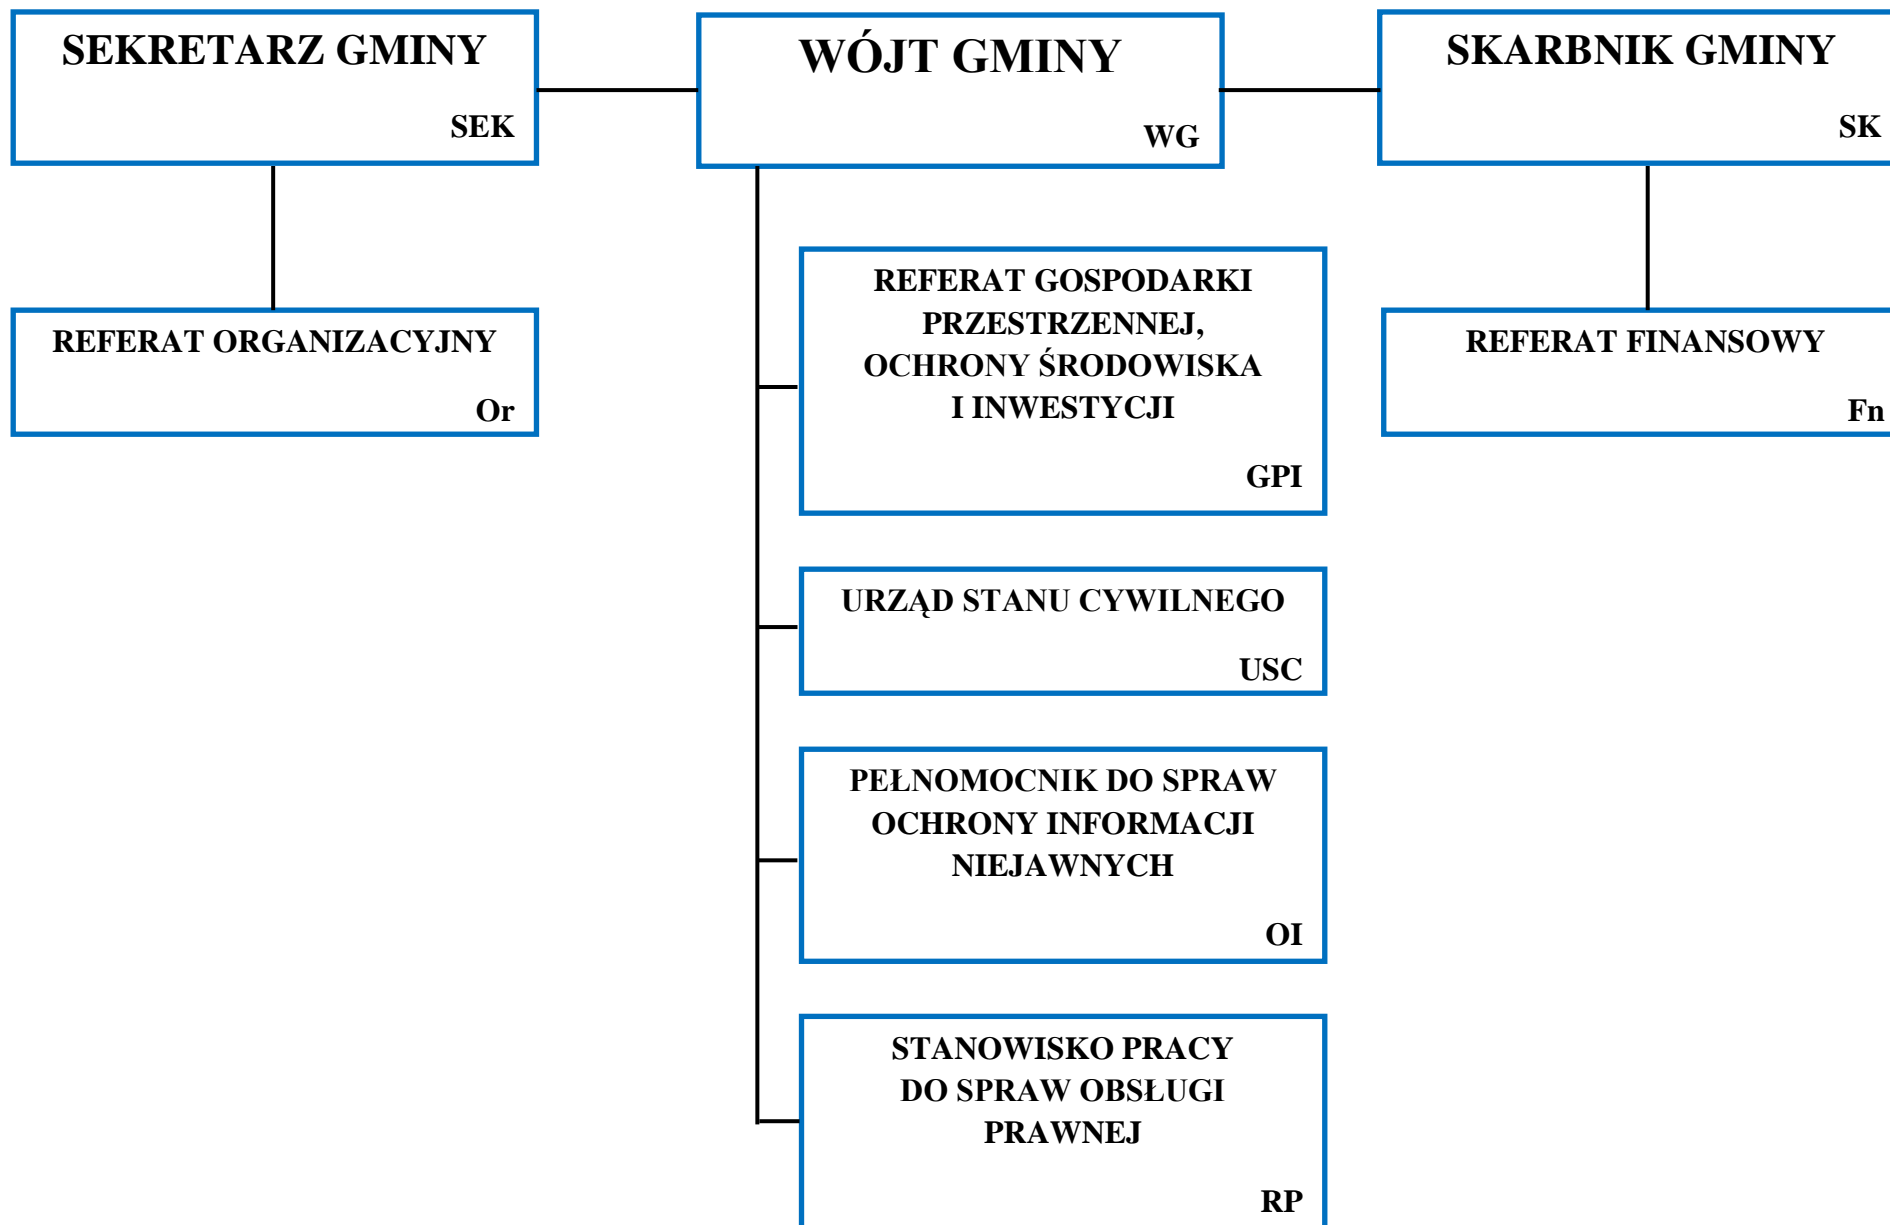 SEKRETARZ GMINY
SEK
WÓJT GMINY
WG
SKARBNIK GMINY
SK
REFERAT ORGANIZACYJNY
Or
REFERAT GOSPODARKI
PRZESTRZENNEJ,
OCHRONY ŚRODOWISKA
I INWESTYCJI
GPI
REFERAT FINANSOWY
Fn
URZĄD STANU CYWILNEGO
USC
PEŁNOMOCNIK DO SPRAW
OCHRONY INFORMACJI
NIEJAWNYCH
OI
STANOWISKO PRACY
DO SPRAW OBSŁUGI
PRAWNEJ
RP